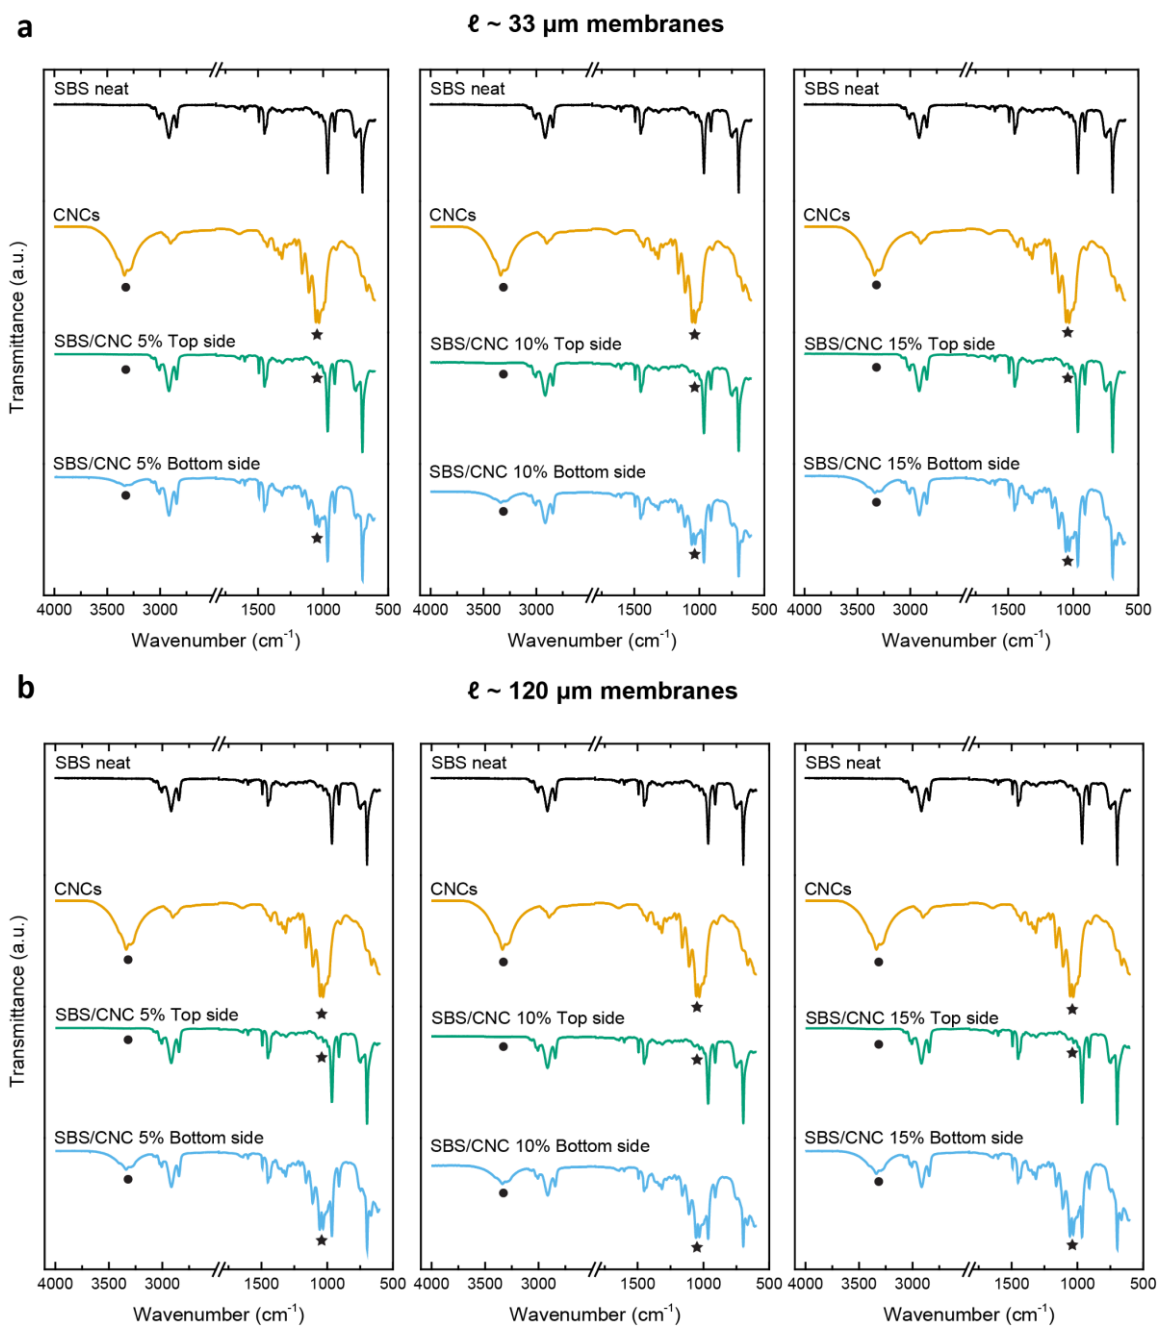 a
ℓ ~ 33 µm membranes
SBS neat
SBS neat
SBS neat
CNCs
CNCs
CNCs
SBS/CNC 5% Top side
SBS/CNC 10% Top side
SBS/CNC 15% Top side
SBS/CNC 5% Bottom side
SBS/CNC 10% Bottom side
SBS/CNC 15% Bottom side
Transmittance (a.u.)
4000 3000 1500 1000 500
4000 3000 1500 1000 500
4000 3000 1500 1000 500
Wavenumber (cm⁻¹)
Wavenumber (cm⁻¹)
Wavenumber (cm⁻¹)
b
ℓ ~ 120 µm membranes
SBS neat
SBS neat
SBS neat
CNCs
CNCs
CNCs
SBS/CNC 5% Top side
SBS/CNC 10% Top side
SBS/CNC 15% Top side
SBS/CNC 5% Bottom side
SBS/CNC 10% Bottom side
SBS/CNC 15% Bottom side
Transmittance (a.u.)
4000 3000 1500 1000 500
4000 3000 1500 1000 500
4000 3000 1500 1000 500
Wavenumber (cm⁻¹)
Wavenumber (cm⁻¹)
Wavenumber (cm⁻¹)